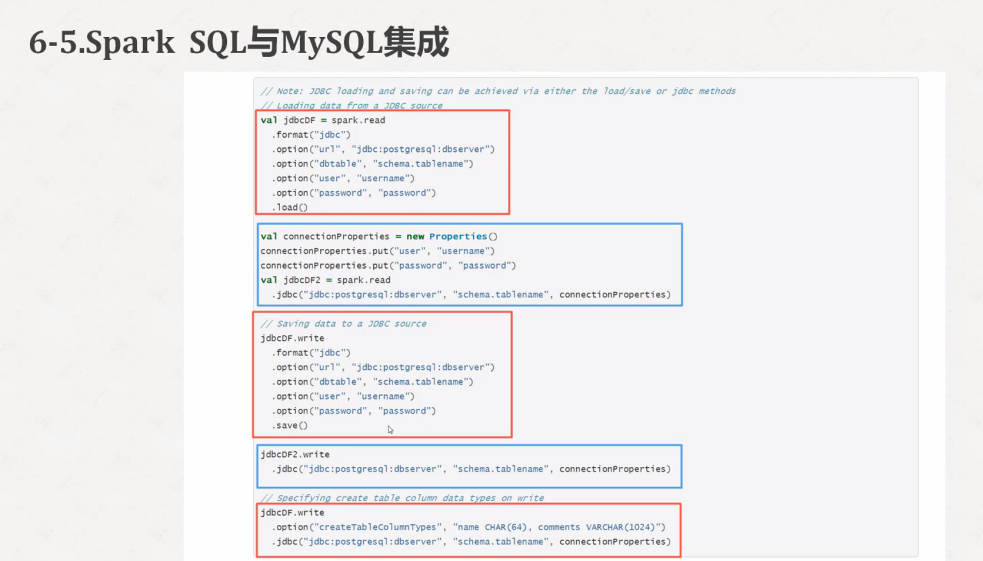 6-5.Spark SQL与MySQL集成
// Note: JDBC loading and saving can be achieved via either the load/save or jdbc methods
// Loading data from a JDBC source
val jdbcDF = spark.read
.format("jdbc")
.option("url", "jdbc:postgresql:dbserver")
.option("dbtable", "schema.tablename")
.option("user", "username")
.option("password", "password")
.load()
val connectionProperties = new Properties()
connectionProperties.put("user", "username")
connectionProperties.put("password", "password")
val jdbcDF2 = spark.read
.jdbc("jdbc:postgresql:dbserver", "schema.tablename", connectionProperties)
// Saving data to a JDBC source
jdbcDF.write
.format("jdbc")
.option("url", "jdbc:postgresql:dbserver")
.option("dbtable", "schema.tablename")
.option("user", "username")
.option("password", "password")
.save()
jdbcDF2.write
.jdbc("jdbc:postgresql:dbserver", "schema.tablename", connectionProperties)
// Specifying create table column data types on write
jdbcDF.write
.option("createTableColumnTypes", "name CHAR(64), comments VARCHAR(1024)")
.jdbc("jdbc:postgresql:dbserver", "schema.tablename", connectionProperties)